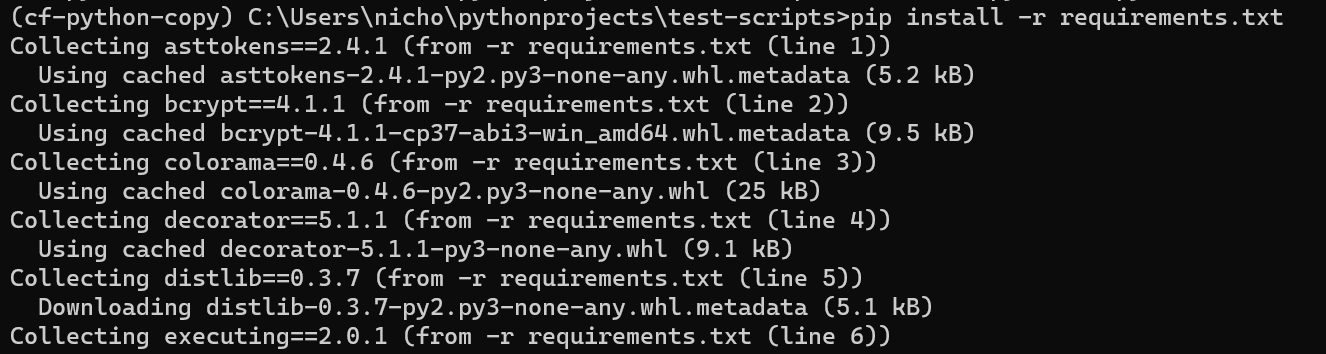 (cf-python-copy) C:\Users\nicho\pythonprojects\test-scripts>pip install -r requirements.txt
Collecting asttokens==2.4.1 (from -r requirements.txt (line 1))
  Using cached asttokens-2.4.1-py2.py3-none-any.whl.metadata (5.2 kB)
Collecting bcrypt==4.1.1 (from -r requirements.txt (line 2))
  Using cached bcrypt-4.1.1-cp37-abi3-win_amd64.whl.metadata (9.5 kB)
Collecting colorama==0.4.6 (from -r requirements.txt (line 3))
  Using cached colorama-0.4.6-py2.py3-none-any.whl (25 kB)
Collecting decorator==5.1.1 (from -r requirements.txt (line 4))
  Using cached decorator-5.1.1-py3-none-any.whl (9.1 kB)
Collecting distlib==0.3.7 (from -r requirements.txt (line 5))
  Downloading distlib-0.3.7-py2.py3-none-any.whl.metadata (5.1 kB)
Collecting executing==2.0.1 (from -r requirements.txt (line 6))